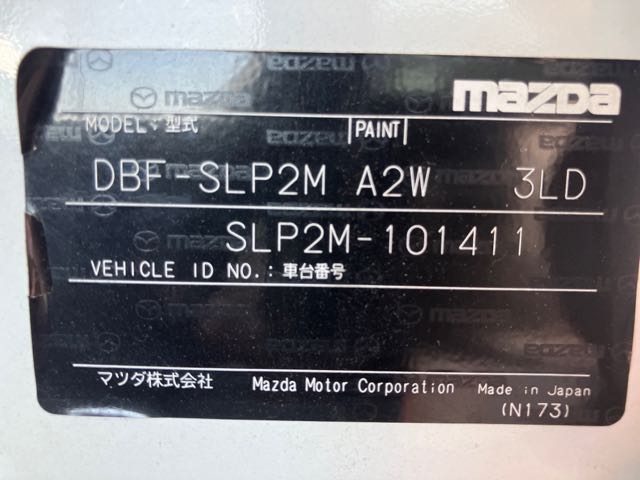 mazda
MODEL : 型式 PAINT
DBF-SLP2M A2W 3LD
SLP2M-101411
VEHICLE ID NO.: 車台番号
マツダ株式会社 Mazda Motor Corporation Made in Japan
(N173)